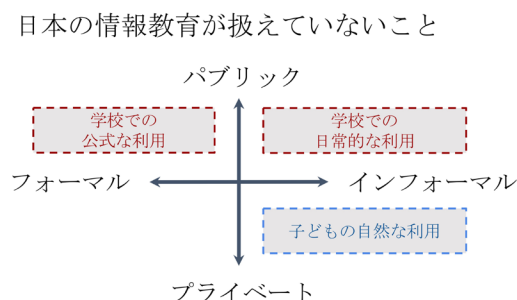 日本の情報教育が扱えていないこと
パブリック
学校での
公式な利用
学校での
日常的な利用
フォーマル
インフォーマル
子どもの自然な利用
プライベート